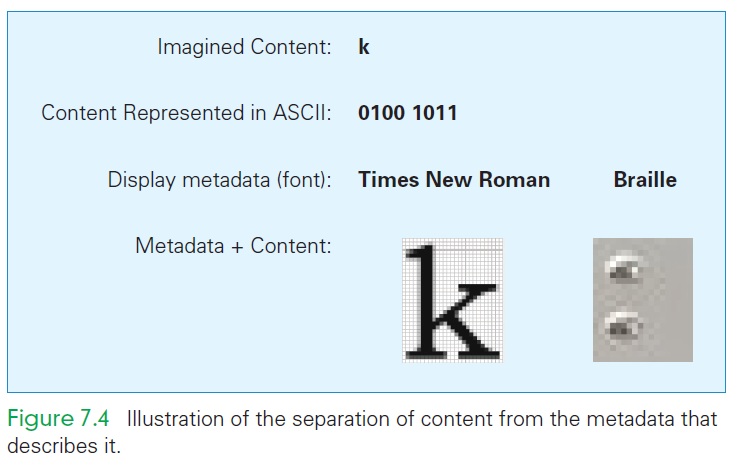 Imagined Content: k
Content Represented in ASCII: 0100 1011
Display metadata (font): Times New Roman Braille
Metadata + Content: k
Figure 7.4 Illustration of the separation of content from the metadata that
describes it.